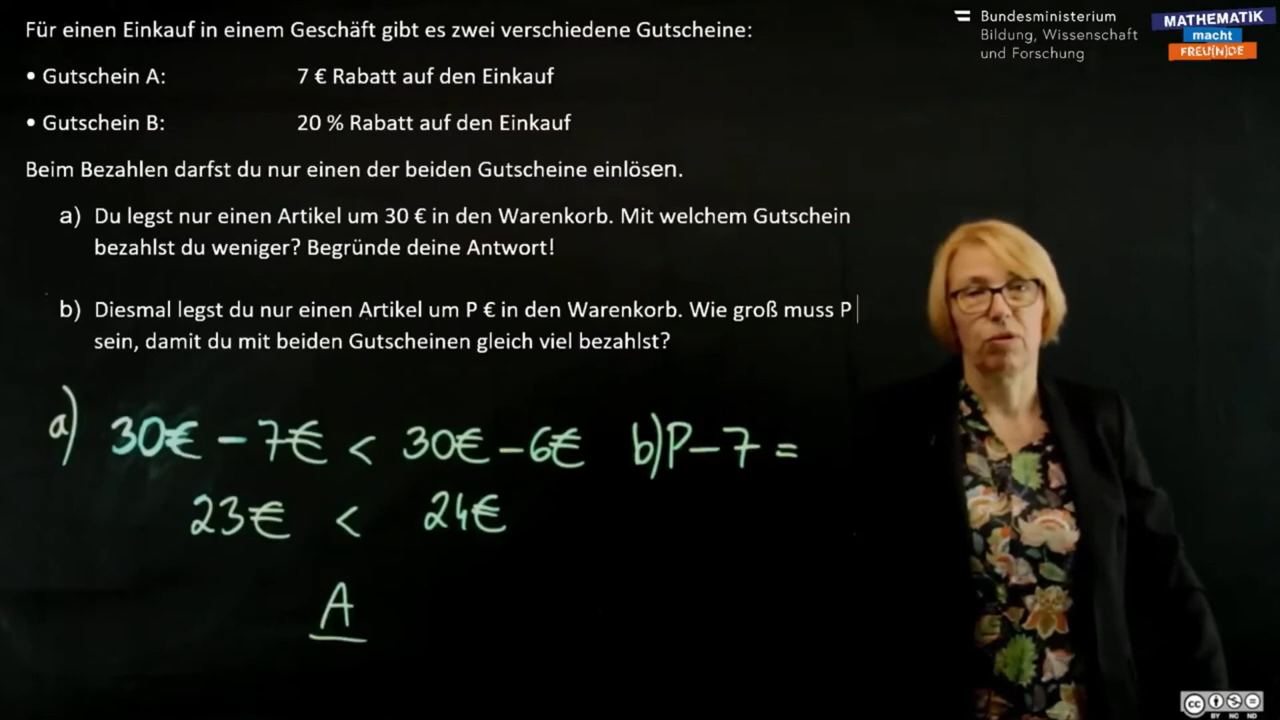 Für einen Einkauf in einem Geschäft gibt es zwei verschiedene Gutscheine:
• Gutschein A: 7 € Rabatt auf den Einkauf
• Gutschein B: 20 % Rabatt auf den Einkauf
Beim Bezahlen darfst du nur einen der beiden Gutscheine einlösen.
a) Du legst nur einen Artikel um 30 € in den Warenkorb. Mit welchem Gutschein
bezahlst du weniger? Begründe deine Antwort!
b) Diesmal legst du nur einen Artikel um P € in den Warenkorb. Wie groß muss P
sein, damit du mit beiden Gutscheinen gleich viel bezahlst?
a) 30€ – 7€ < 30€ – 6€
23€ < 24€
A
b) P – 7 =
Bundesministerium
Bildung, Wissenschaft
und Forschung
MATHEMATIK
macht
FREU(N)DE
cc
BY NC ND